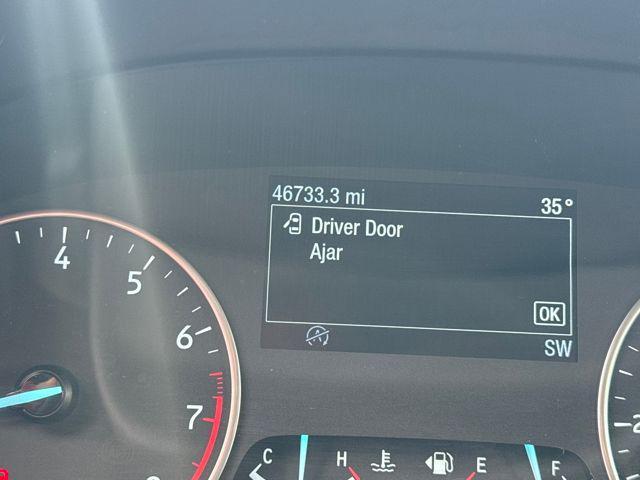 46733.3 mi 35°
Driver Door
Ajar
OK
SW
4
5
6
7
C H E F